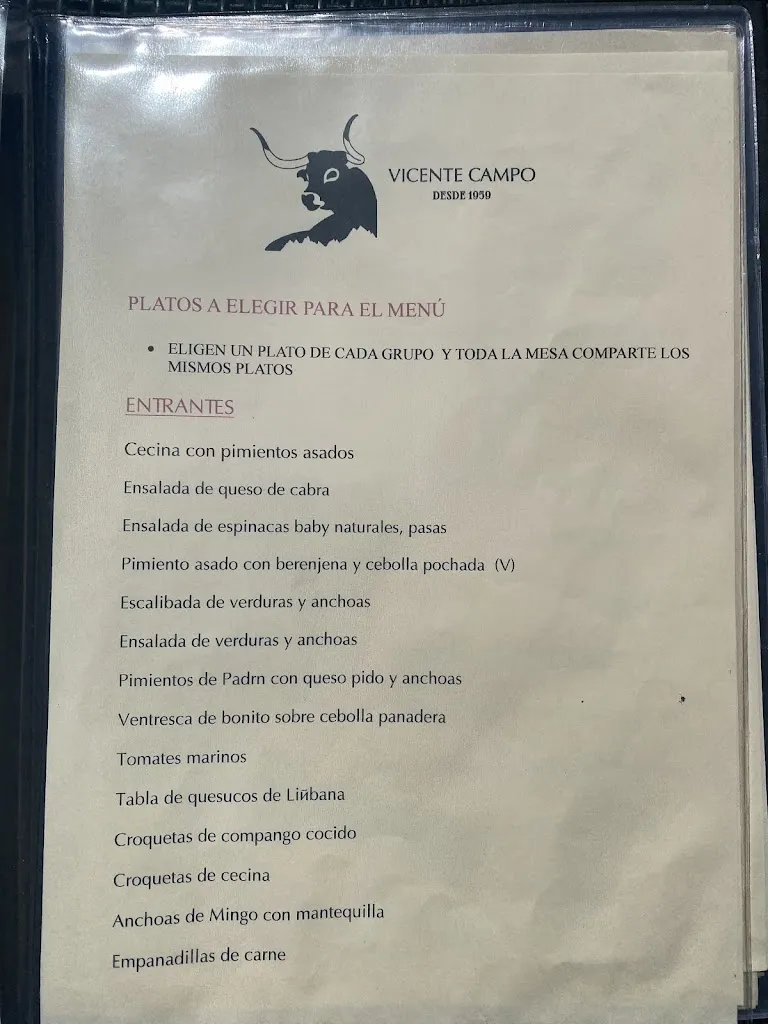 VICENTE CAMPO
DESDE 1959
PLATOS A ELEGIR PARA EL MENÚ
• ELIGEN UN PLATO DE CADA GRUPO Y TODA LA MESA COMPARTE LOS
MISMOS PLATOS
ENTRANTES
Cecina con pimientos asados
Ensalada de queso de cabra
Ensalada de espinacas baby naturales, pasas
Pimiento asado con berenjena y cebolla pochada (V)
Escalibada de verduras y anchoas
Ensalada de verduras y anchoas
Pimientos de Padrn con queso pido y anchoas
Ventresca de bonito sobre cebolla panadera
Tomates marinos
Tabla de quesucos de Liñbana
Croquetas de compango cocido
Croquetas de cecina
Anchoas de Mingo con mantequilla
Empanadillas de carne